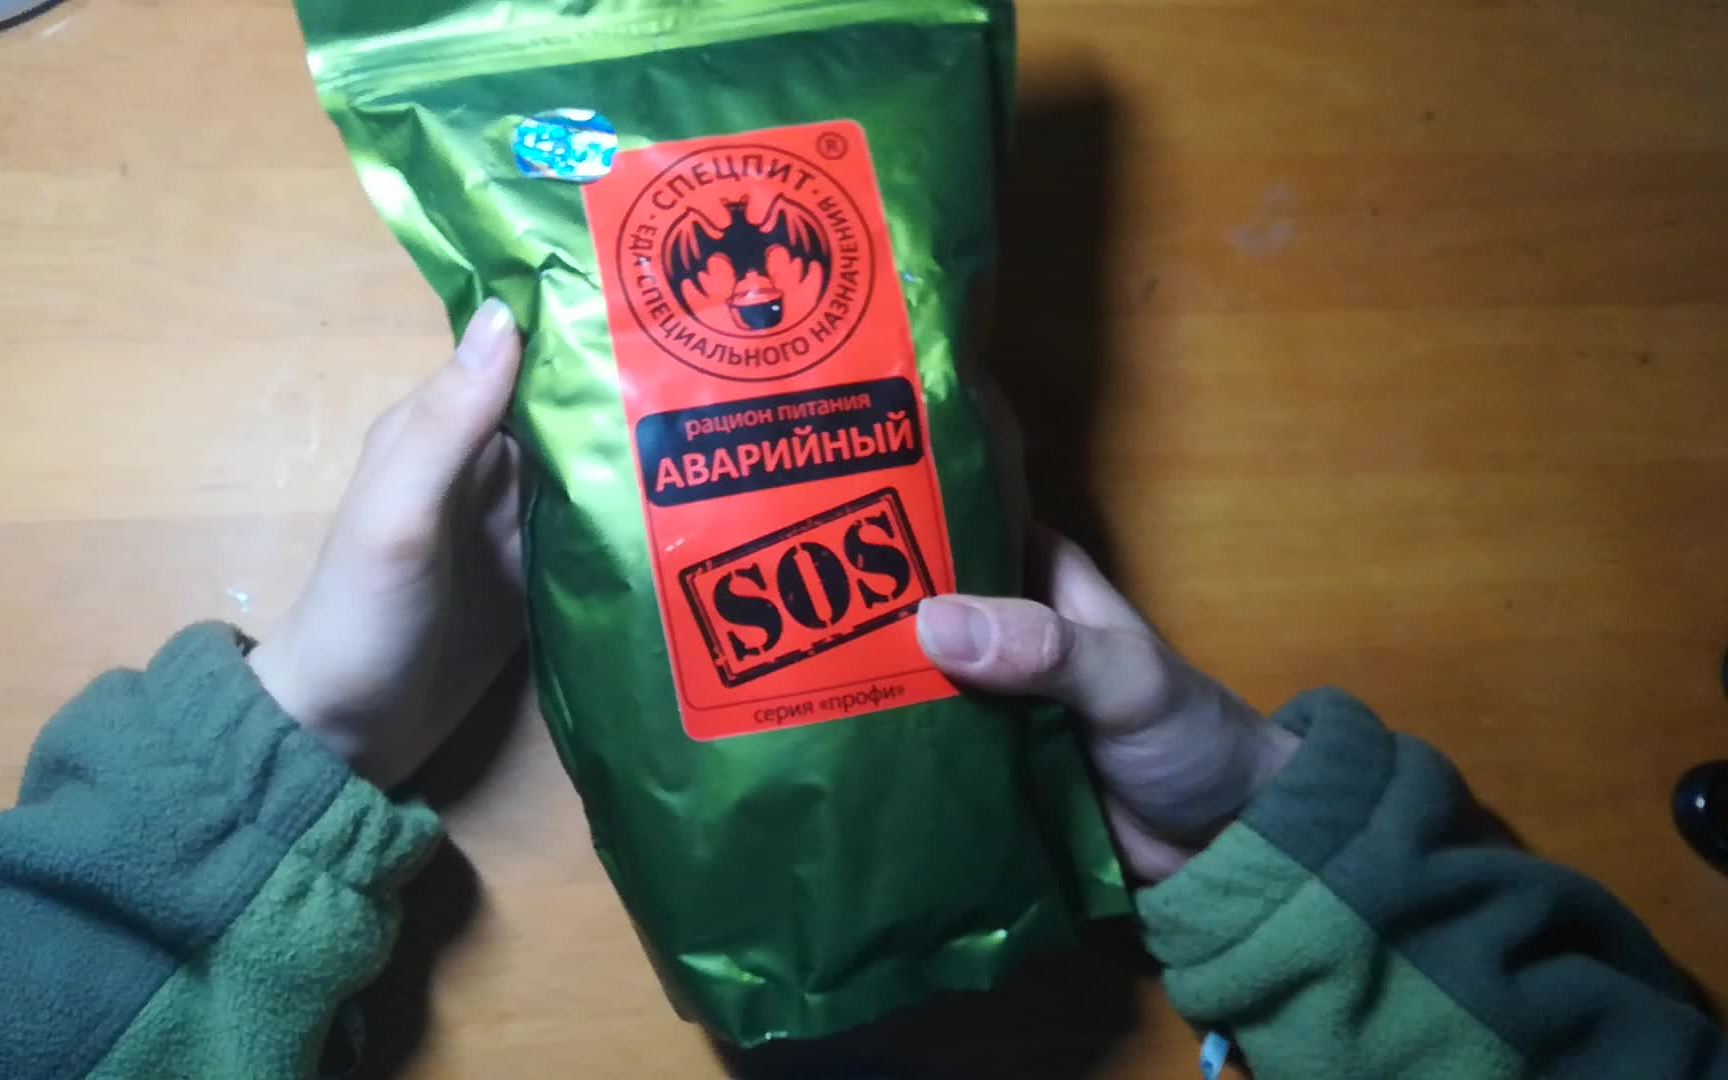 ®
· СПЕЦПИТ ·
ЕДА СПЕЦИАЛЬНОГО НАЗНАЧЕНИЯ
рацион питания
АВАРИЙНЫЙ
SOS
серия «профи»